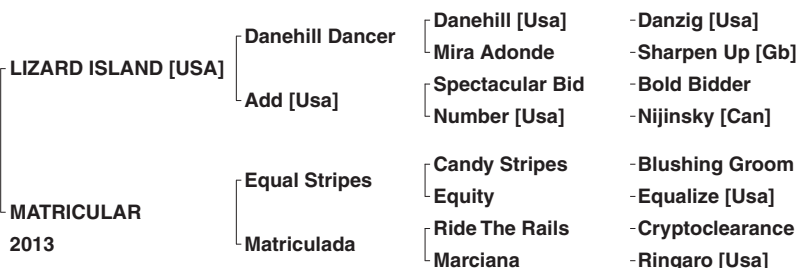 Danehill [Usa] -Danzig [Usa]
Danehill Dancer
Mira Adonde -Sharpen Up [Gb]
LIZARD ISLAND [USA]
Spectacular Bid -Bold Bidder
Add [Usa]
Number [Usa] -Nijinsky [Can]
Candy Stripes -Blushing Groom
Equal Stripes
Equity -Equalize [Usa]
MATRICULAR
Ride The Rails -Cryptoclearance
2013
Matriculada
Marciana -Ringaro [Usa]